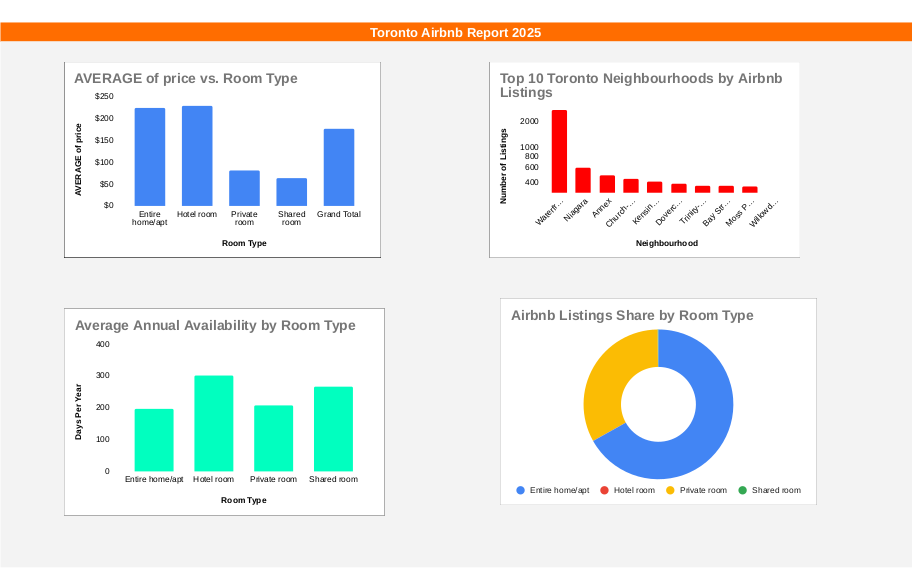 Toronto Airbnb Report 2025
AVERAGE of price vs. Room Type
AVERAGE of price
$250
$200
$150
$100
$50
$0
Entire home/apt
Hotel room
Private room
Shared room
Grand Total
Room Type
Top 10 Toronto Neighbourhoods by Airbnb
Listings
Number of Listings
2000
1000
800
600
400
Waterfr…
Niagara
Annex
Church-…
Kensin…
Doverc…
Trinity-…
Bay Str…
Moss P…
Willowd…
Neighbourhood
Average Annual Availability by Room Type
Days Per Year
400
300
200
100
0
Entire home/apt
Hotel room
Private room
Shared room
Room Type
Airbnb Listings Share by Room Type
Entire home/apt
Hotel room
Private room
Shared room